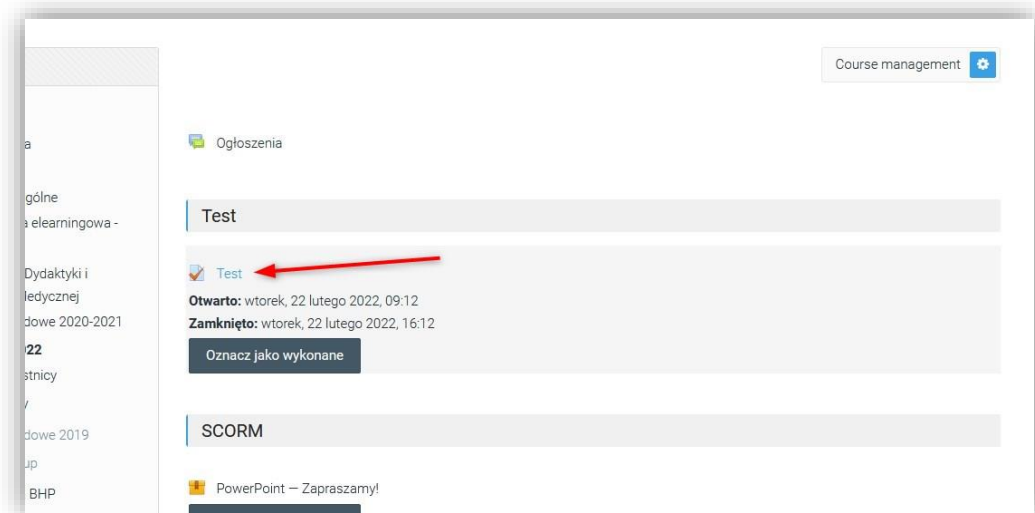 Course management
a
Ogłoszenia
gólne
a elearningowa -
Test
Dydaktyki i
Test
ledycznej
Otwarto: wtorek, 22 lutego 2022, 09:12
dowe 2020-2021
Zamknięto: wtorek, 22 lutego 2022, 16:12
22
Oznacz jako wykonane
stnicy
y
dowe 2019
SCORM
up
BHP
PowerPoint — Zapraszamy!